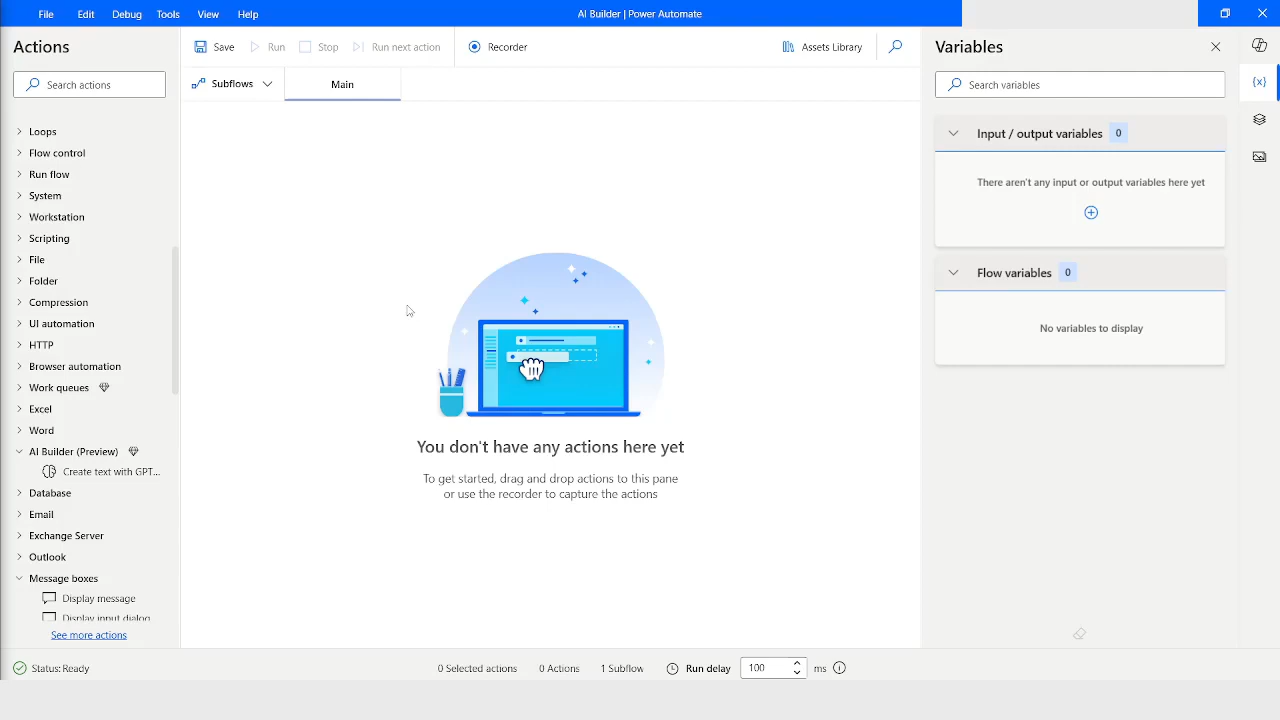 File Edit Debug Tools View Help
AI Builder | Power Automate
Actions
Search actions
Loops
Flow control
Run flow
System
Workstation
Scripting
File
Folder
Compression
UI automation
HTTP
Browser automation
Work queues
Excel
Word
AI Builder (Preview)
Create text with GPT...
Database
Email
Exchange Server
Outlook
Message boxes
Display message
Display input dialog
See more actions
Save Run Stop Run next action Recorder Assets Library
Subflows Main
You don't have any actions here yet
To get started, drag and drop actions to this pane
or use the recorder to capture the actions
Variables
{x}
Search variables
Input / output variables 0
There aren't any input or output variables here yet
Flow variables 0
No variables to display
Status: Ready 0 Selected actions 0 Actions 1 Subflow Run delay 100 ms